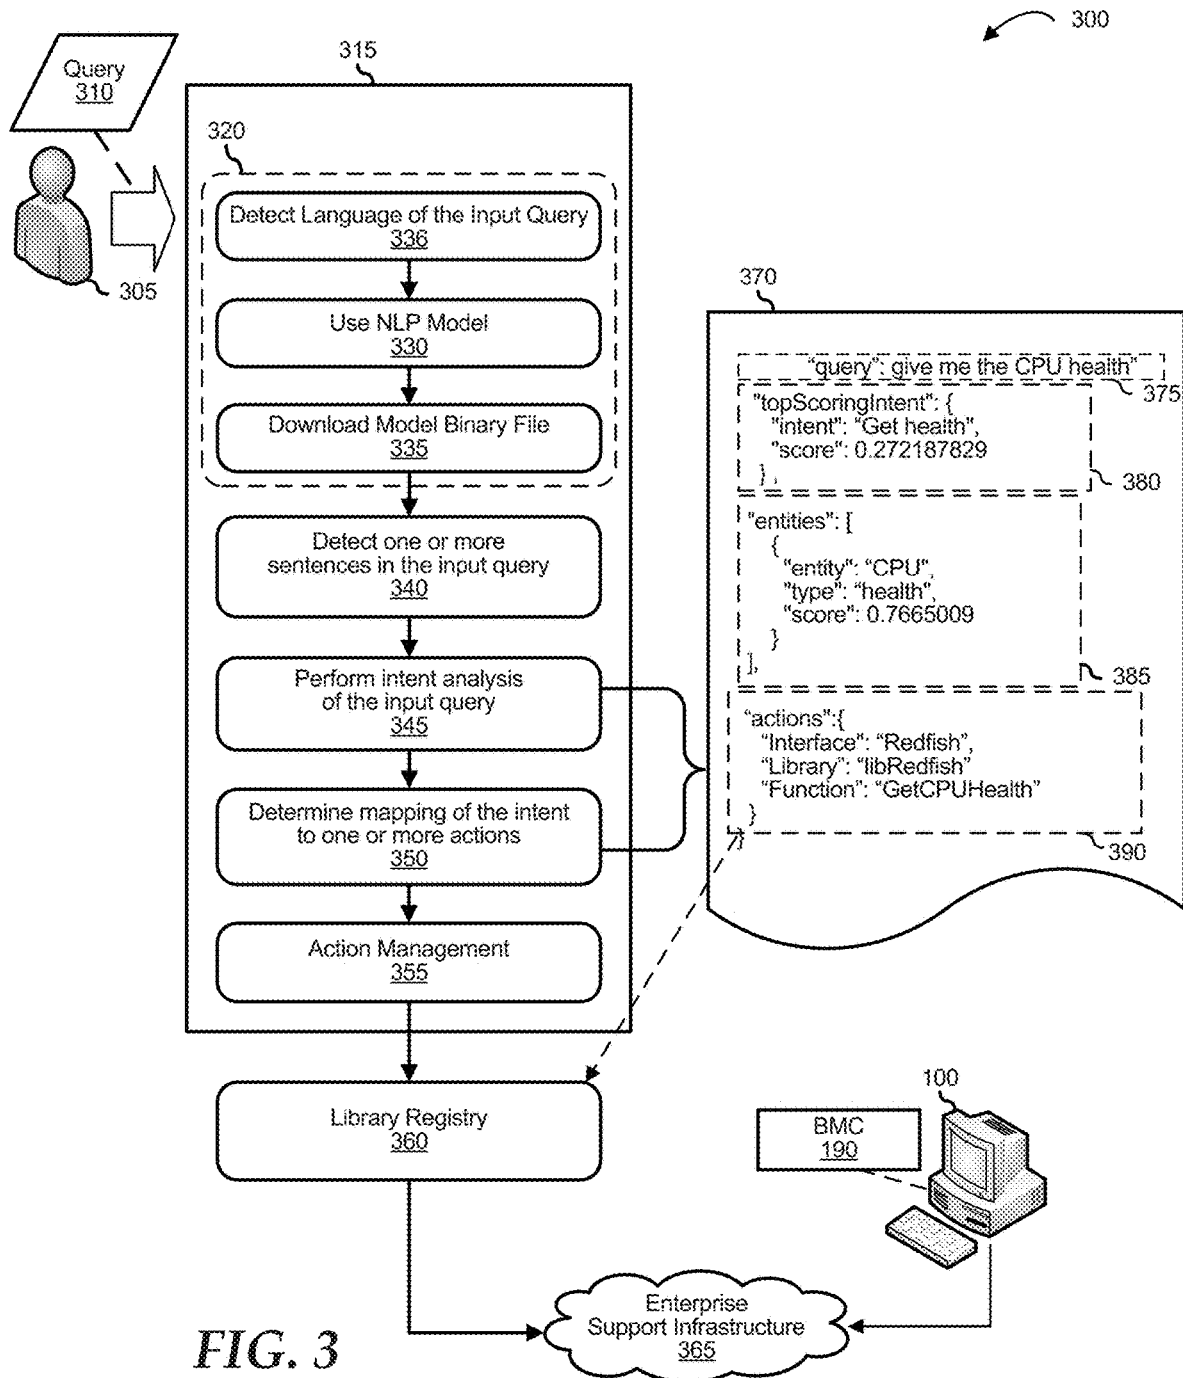 300
Query
310
305
315
320
Detect Language of the Input Query
336
Use NLP Model
330
Download Model Binary File
335
Detect one or more
sentences in the input query
340
Perform intent analysis
of the input query
345
Determine mapping of the intent
to one or more actions
350
Action Management
355
Library Registry
360
370
"query": give me the CPU health"
375
"topScoringIntent": {
"intent": "Get health",
"score": 0.272187829
},
380
"entities": [
{
"entity": "CPU",
"type": "health",
"score": 0.7665009
}
],
385
"actions":{
"Interface": "Redfish",
"Library": "libRedfish"
"Function": "GetCPUHealth"
}
390
}
100
BMC
190
Enterprise
Support Infrastructure
365
FIG. 3